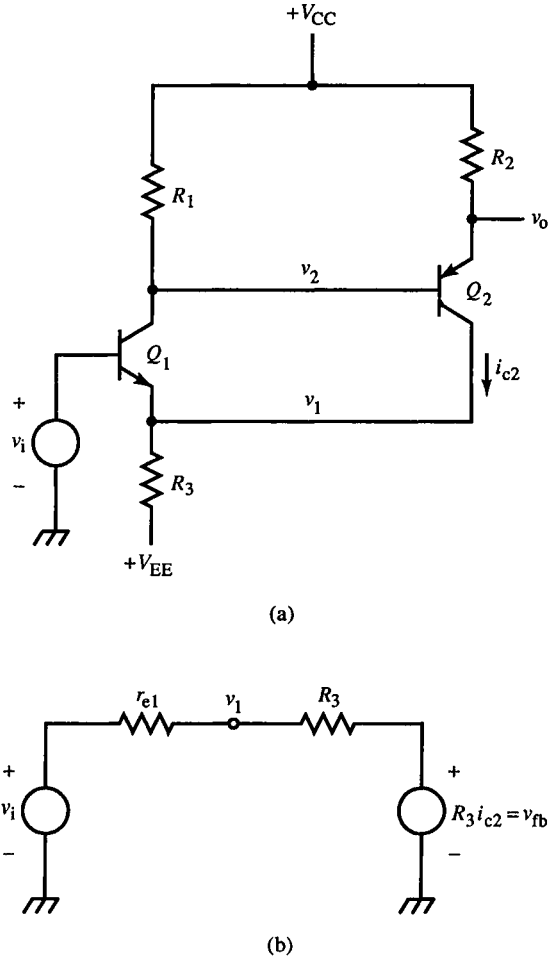 +VCC
R1
R2
vo
v2
Q2
Q1
ic2
+
vi
−
v1
R3
+VEE
(a)
re1
v1
R3
+
vi
−
+
R3ic2 = vfb
−
(b)